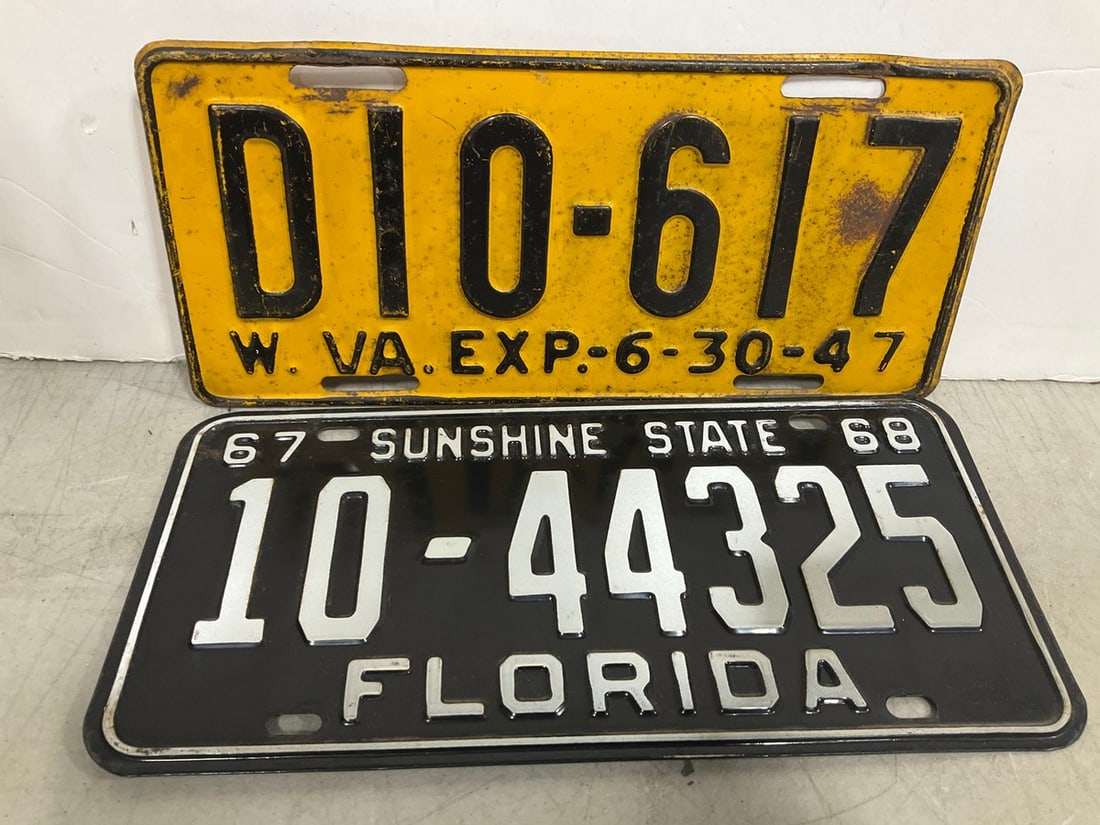 D10-617
W. VA. EXP.-6-30-47
67 SUNSHINE STATE 68
10-44325
FLORIDA